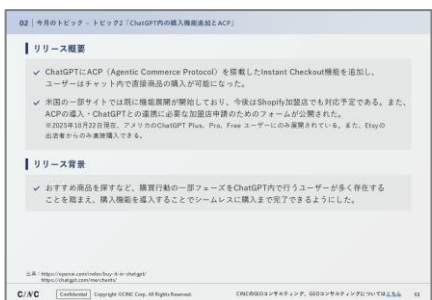 02 | 今月のトピック – トピック2「ChatGPT内の購入機能追加とACP」
リリース概要
✓ ChatGPTにACP（Agentic Commerce Protocol）を搭載したInstant Checkout機能を追加し、
ユーザーはチャット内で直接商品の購入が可能になった。
✓ 米国の一部サイトでは既に機能展開が開始しており、今後はShopify加盟店でも対応予定である。また、
ACPの導入・ChatGPTとの連携に必要な加盟店申請のためのフォームが公開された。
※2025年10月22日現在、アメリカのChatGPT Plus、Pro、Free ユーザーにのみ展開されている。また、Etsyの
出店者からのみ直接購入できる。
リリース背景
✓ おすすめ商品を探すなど、購買行動の一部フェーズをChatGPT内で行うユーザーが多く存在する
ことを踏まえ、購入機能を導入することでシームレスに購入まで完了できるようにした。
出典：https://openai.com/index/buy-it-in-chatgpt/
https://chatgpt.com/merchants/
CINC Confidential Copyright ©CINC Corp. All Rights Reserved. CINCのSEOコンサルティング、GEOコンサルティングについてはこちら 13